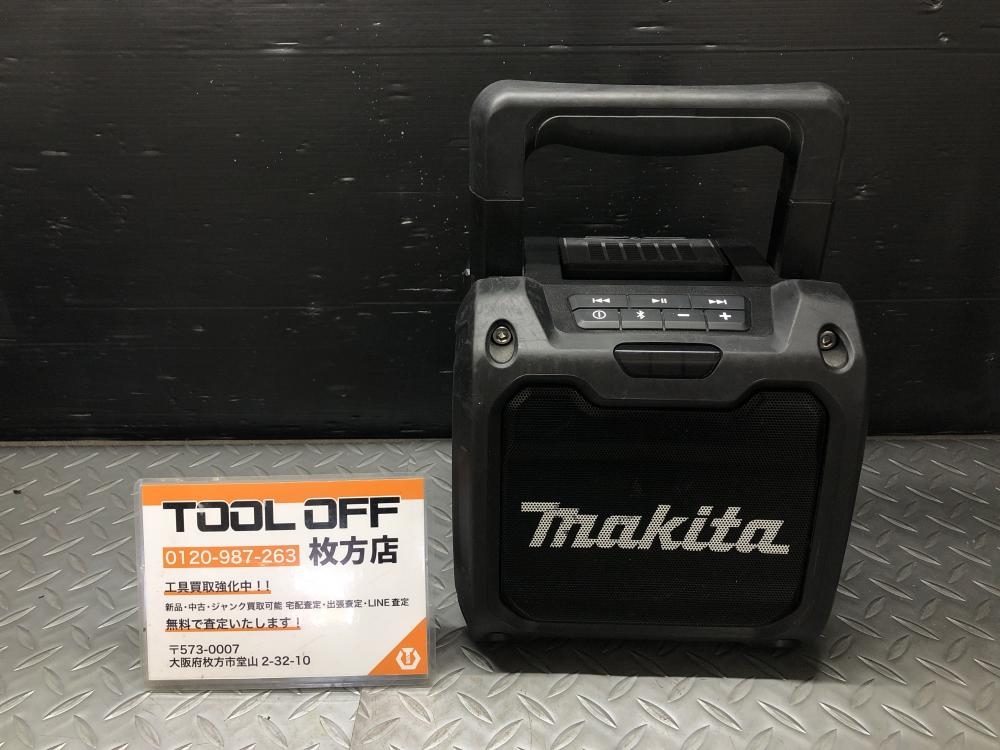 TOOL OFF
0120-987-263 枚方店
工具買取強化中！！
新品・中古・ジャンク買取可能 宅配査定・出張査定・LINE査定
無料で査定いたします！
〒573-0007
大阪府枚方市堂山 2-32-10
makita